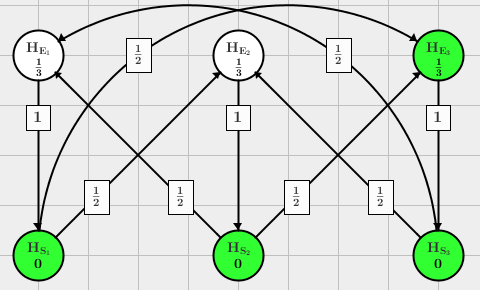 H_E₁ H_E₂ H_E₃
1/3 1/3 1/3
1/2 1/2
1 1 1
1/2 1/2 1/2 1/2
H_S₁ H_S₂ H_S₃
0 0 0